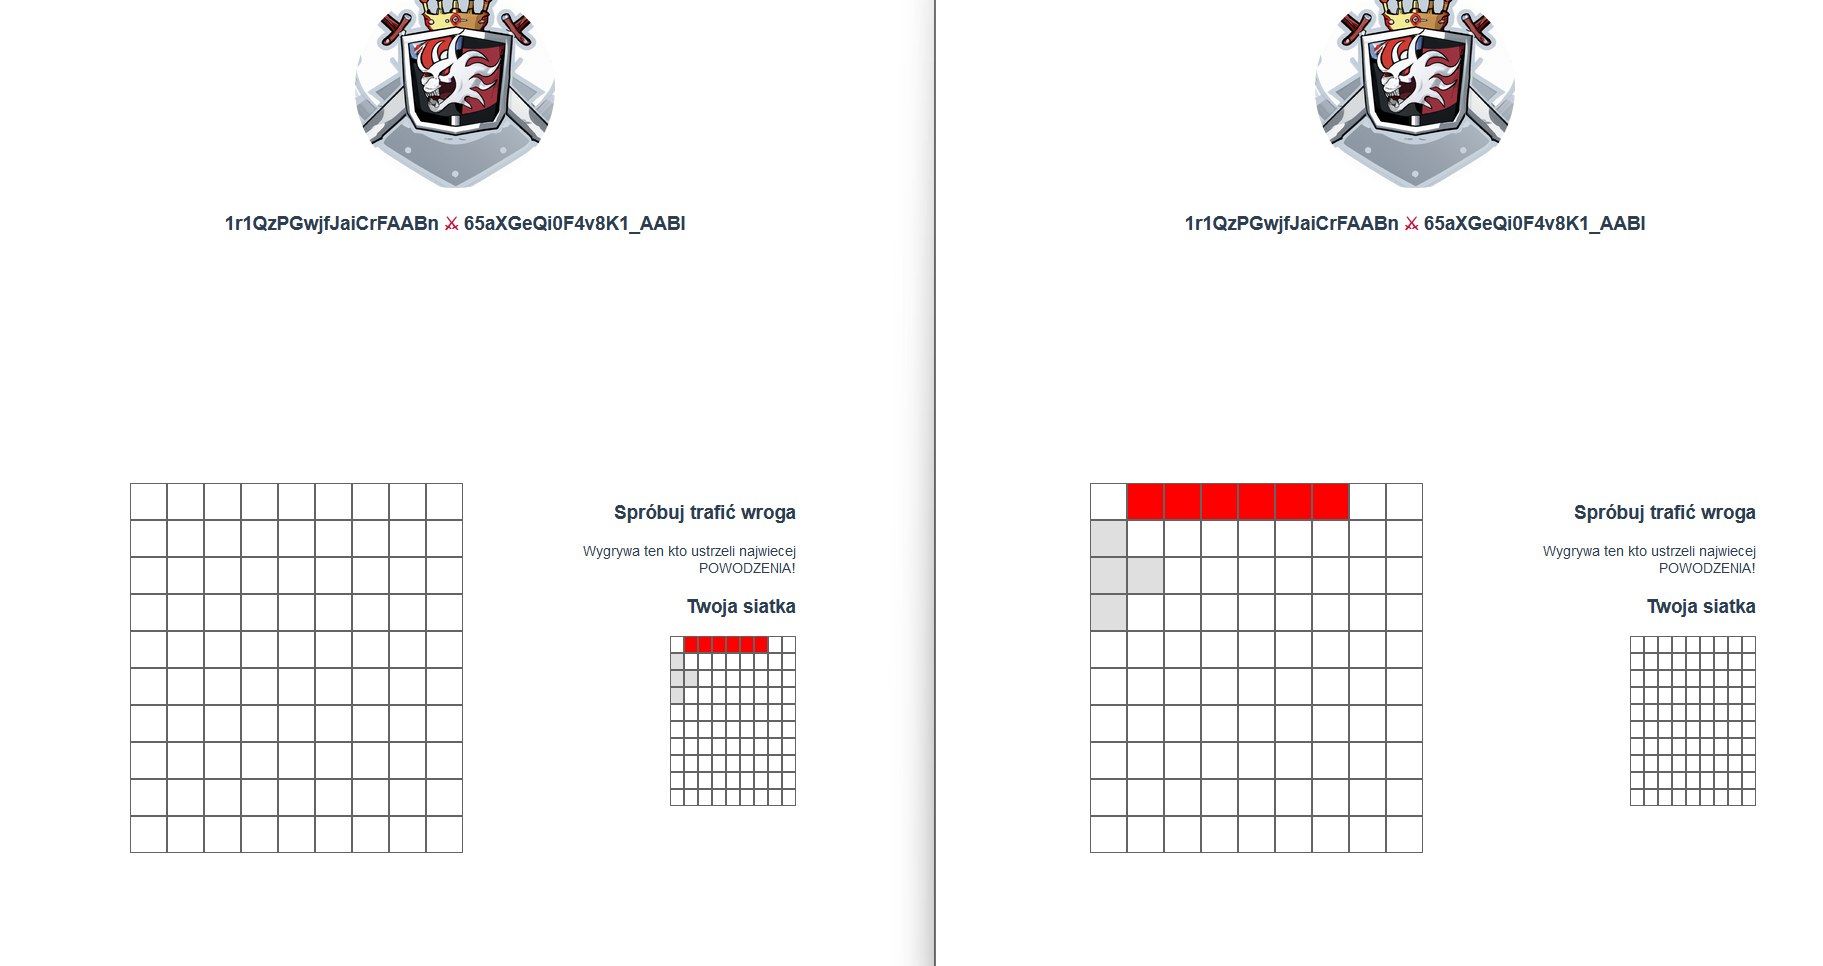 1r1QzPGwjfJaiCrFAABn ⚔ 65aXGeQi0F4v8K1_AABl
Spróbuj trafić wroga
Wygrywa ten kto ustrzeli najwiecej
POWODZENIA!
Twoja siatka
1r1QzPGwjfJaiCrFAABn ⚔ 65aXGeQi0F4v8K1_AABl
Spróbuj trafić wroga
Wygrywa ten kto ustrzeli najwiecej
POWODZENIA!
Twoja siatka